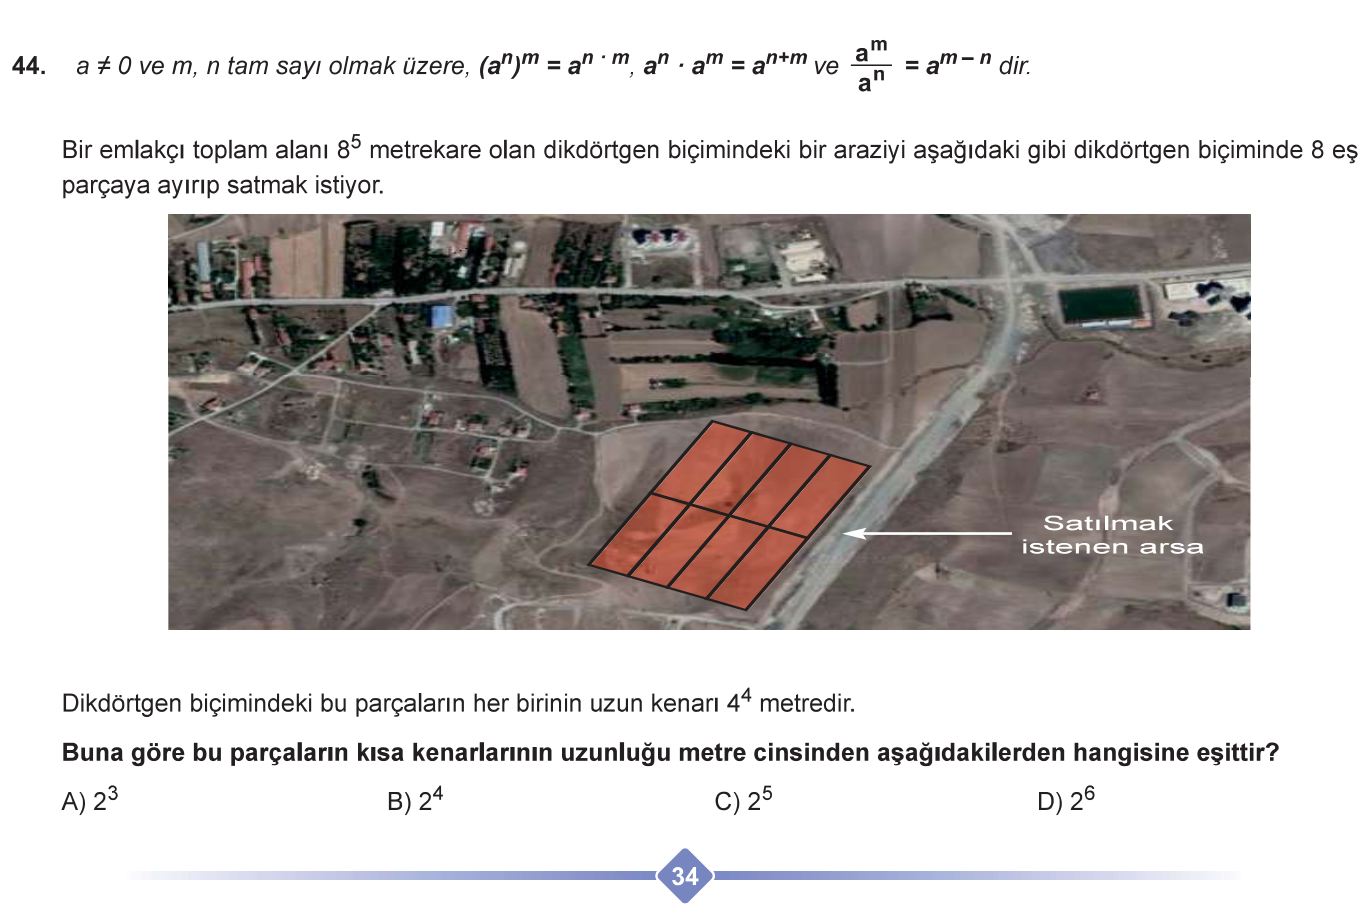 44. a ≠ 0 ve m, n tam sayı olmak üzere, (aⁿ)ᵐ = aⁿ ˙ ᵐ, aⁿ · aᵐ = aⁿ⁺ᵐ ve aᵐ/aⁿ = aᵐ⁻ⁿ dir.
Bir emlakçı toplam alanı 8⁵ metrekare olan dikdörtgen biçimindeki bir araziyi aşağıdaki gibi dikdörtgen biçiminde 8 eş
parçaya ayırıp satmak istiyor.
Satılmak
istenen arsa
Dikdörtgen biçimindeki bu parçaların her birinin uzun kenarı 4⁴ metredir.
Buna göre bu parçaların kısa kenarlarının uzunluğu metre cinsinden aşağıdakilerden hangisine eşittir?
A) 2³ B) 2⁴ C) 2⁵ D) 2⁶
34